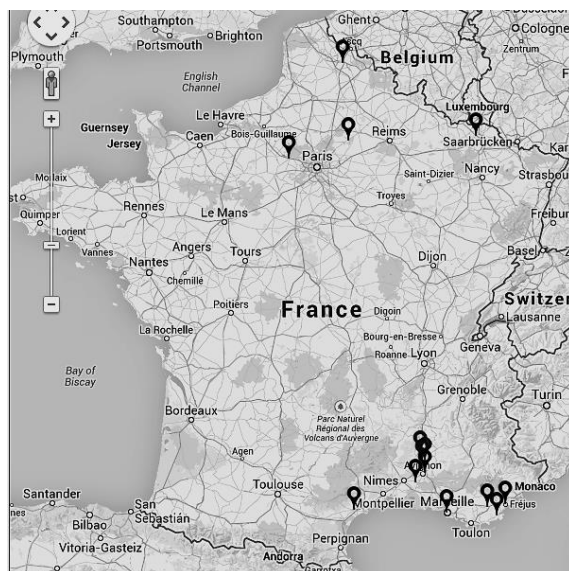 Southampton
Portsmouth
Brighton
Plymouth
Ghent
Cologne
Zentrum
Belgium
English
Channel
Le Havre
Bois-Guillaume
Luxembourg
Guernsey
Jersey
Caen
Reims
Saarbrücken
Paris
Nancy
Morlaix
Saint-Dizier
Strasbou
Quimper
Rennes
Troyes
Lorient
Le Mans
Freiburg
Vannes
Angers
Tours
Dijon
Basel
Nantes
Chemillé
France
Switzer
Poitiers
Digoin
Lausanne
La Rochelle
Bourg-en-Bresse
Geneva
Roanne
Lyon
Bay of
Biscay
Grenoble
Turin
Parc Naturel
Régional des
Volcans d'Auvergne
Bordeaux
Agen
Avignon
Nimes
Monaco
Santander
Toulouse
Montpellier
Marseille
Fréjus
San
Sebastián
Bilbao
Toulon
Vitoria-Gasteiz
Perpignan
Andorra